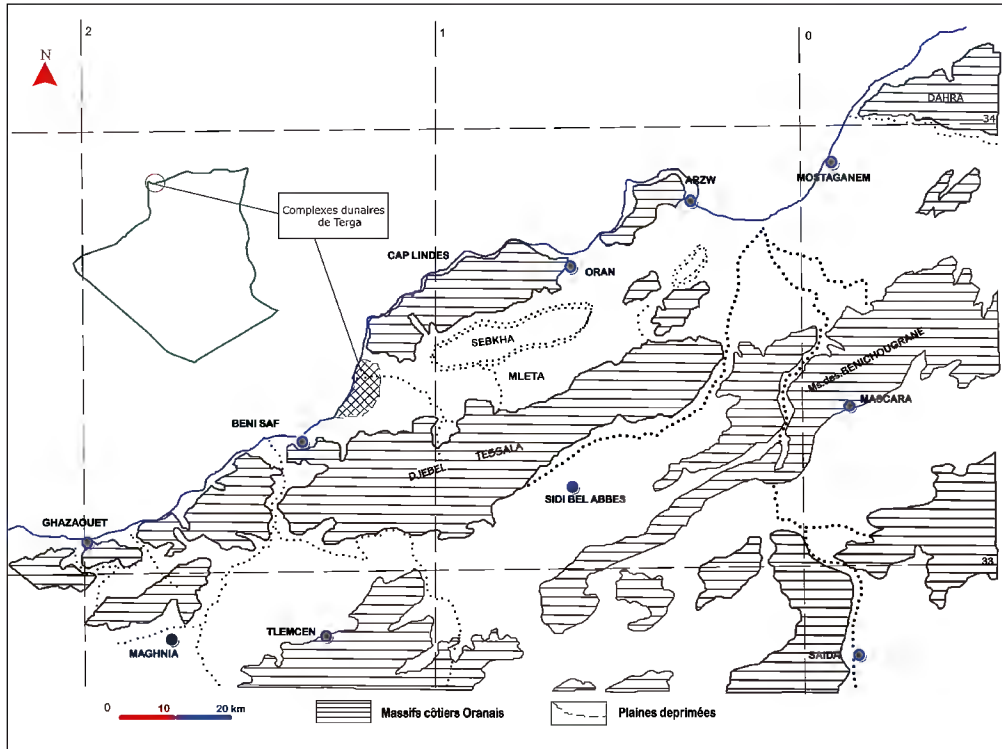 2
1
0
N
DAHRA
34
MOSTAGANEM
ARZW
Complexes dunaires
de Terga
CAP LINDES
ORAN
SEBKHA
MLETA
Ms.des.BENICHOUGRANE
MASCARA
BENI SAF
DJEBEL TESSALA
SIDI BEL ABBES
GHAZAOUET
33
TLEMCEN
MAGHNIA
SAIDA
0 10 20 km
Massifs côtiers Oranais
Plaines deprimées